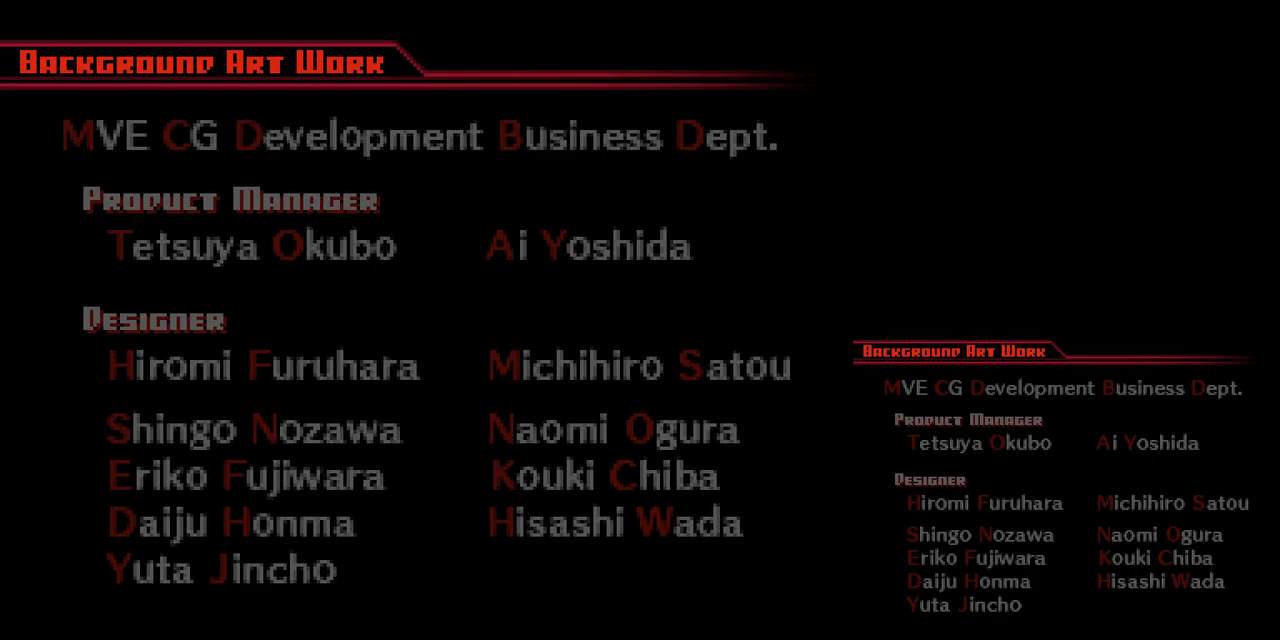 Background Art Work
MVE CG Development Business Dept.
Product Manager
Tetsuya Okubo Ai Yoshida
Designer
Hiromi Furuhara Michihiro Satou
Shingo Nozawa Naomi Ogura
Eriko Fujiwara Kouki Chiba
Daiju Honma Hisashi Wada
Yuta Jincho
Background Art Work
MVE CG Development Business Dept.
Product Manager
Tetsuya Okubo Ai Yoshida
Designer
Hiromi Furuhara Michihiro Satou
Shingo Nozawa Naomi Ogura
Eriko Fujiwara Kouki Chiba
Daiju Honma Hisashi Wada
Yuta Jincho